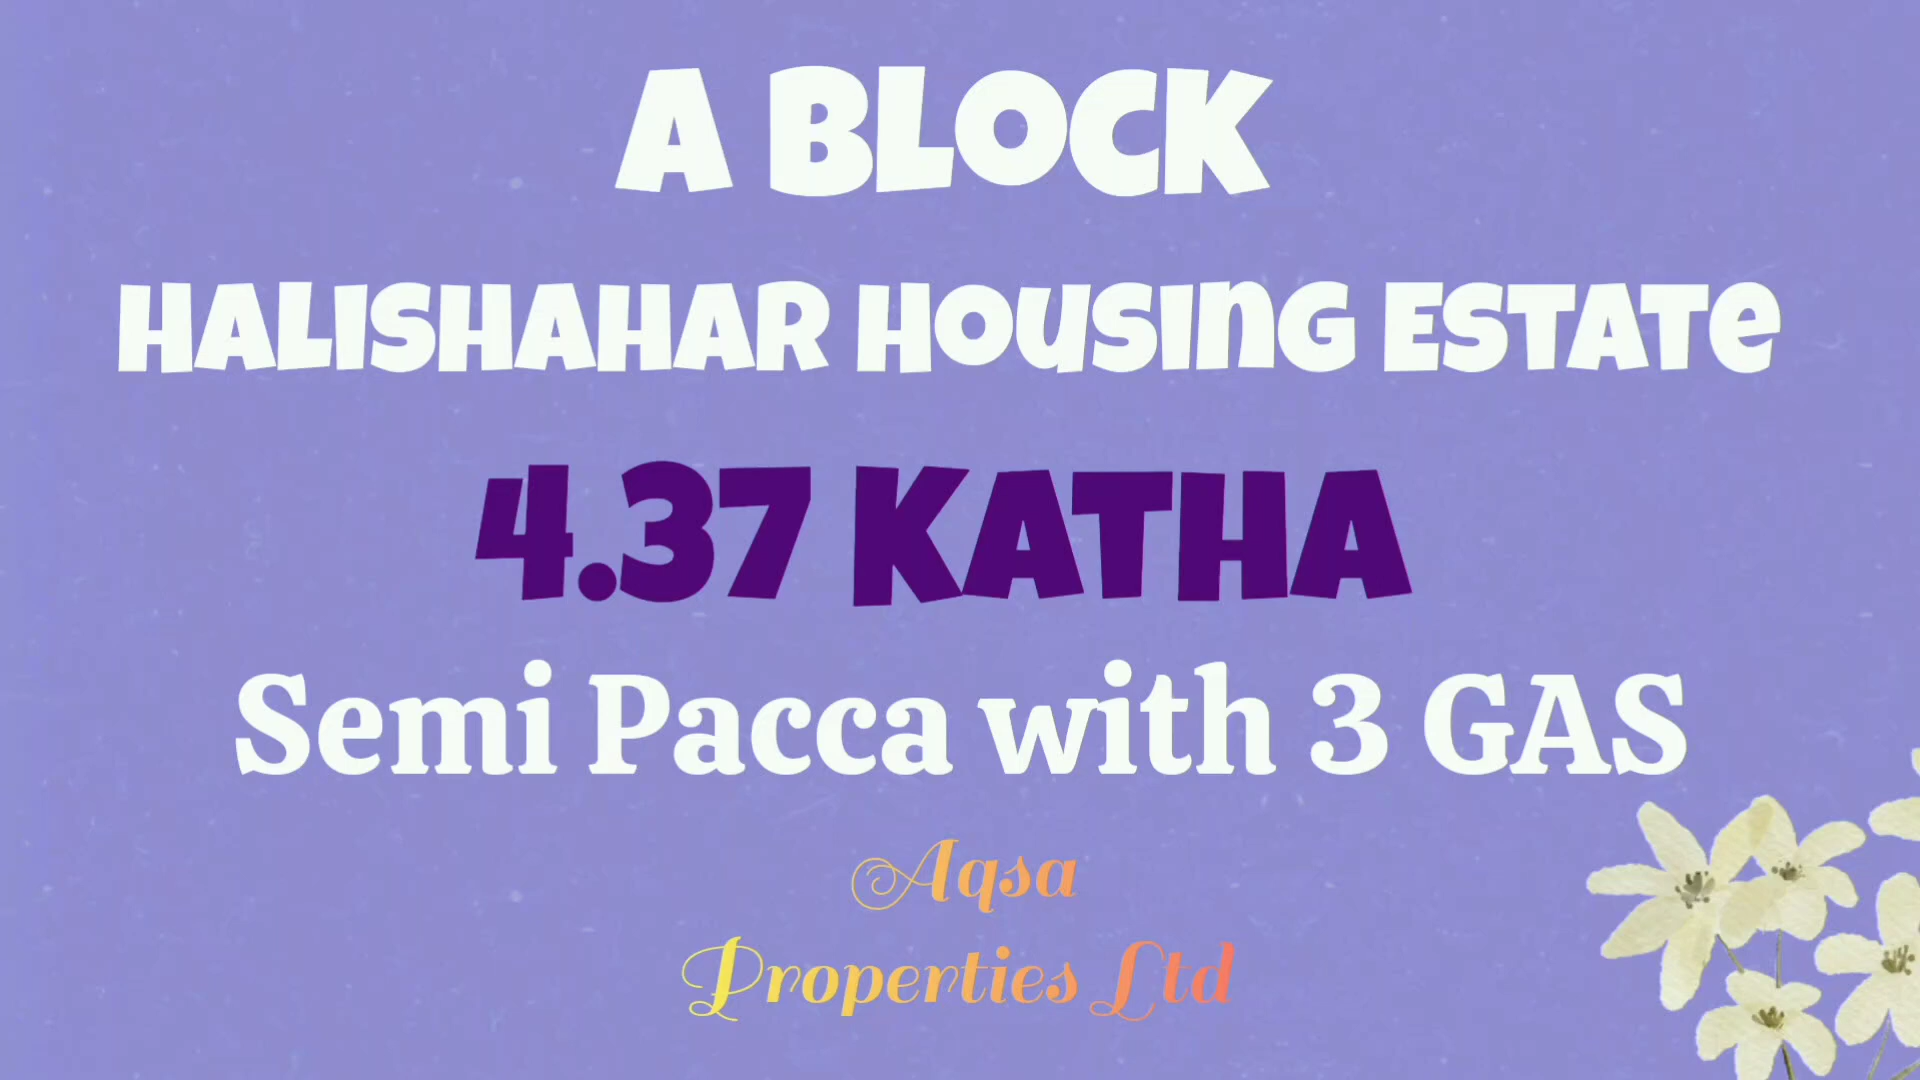 A BLOCK
HALISHAHAR HOUSING ESTATE
4.37 KATHA
Semi Pacca with 3 GAS
Aqsa
Properties Ltd